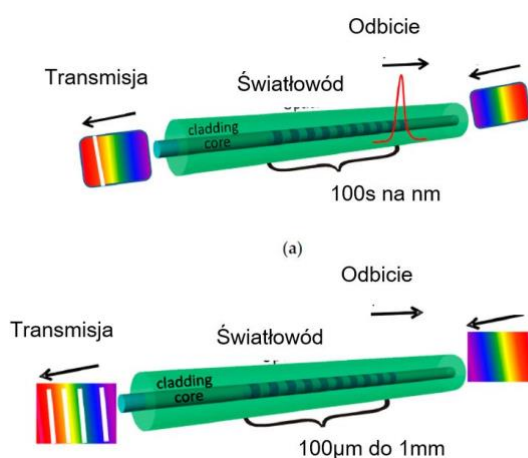 Odbicie
Transmisja
Światłowód
cladding
core
100s na nm
(a)
Odbicie
Transmisja
Światłowód
cladding
core
100μm do 1mm